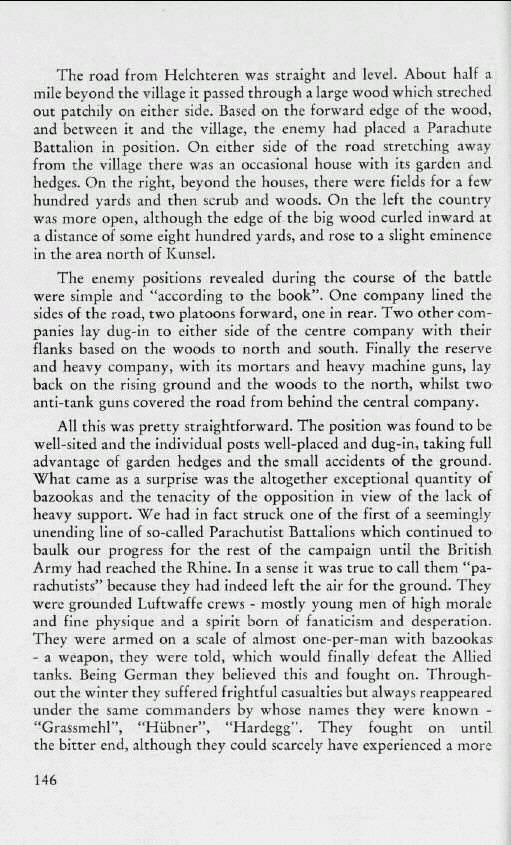 The road from Helchteren was straight and level. About half a
mile beyond the village it passed through a large wood which streched
out patchily on either side. Based on the forward edge of the wood,
and between it and the village, the enemy had placed a Parachute
Battalion in position. On either side of the road stretching away
from the village there was an occasional house with its garden and
hedges. On the right, beyond the houses, there were fields for a few
hundred yards and then scrub and woods. On the left the country
was more open, although the edge of the big wood curled inward at
a distance of some eight hundred yards, and rose to a slight eminence
in the area north of Kunsel.
The enemy positions revealed during the course of the battle
were simple and “according to the book”. One company lined the
sides of the road, two platoons forward, one in rear. Two other com-
panies lay dug-in to either side of the centre company with their
flanks based on the woods to north and south. Finally the reserve
and heavy company, with its mortars and heavy machine guns, lay
back on the rising ground and the woods to the north, whilst two
anti-tank guns covered the road from behind the central company.
All this was pretty straightforward. The position was found to be
well-sited and the individual posts well-placed and dug-in, taking full
advantage of garden hedges and the small accidents of the ground.
What came as a surprise was the altogether exceptional quantity of
bazookas and the tenacity of the opposition in view of the lack of
heavy support. We had in fact struck one of the first of a seemingly
unending line of so-called Parachutist Battalions which continued to
baulk our progress for the rest of the campaign until the British
Army had reached the Rhine. In a sense it was true to call them “pa-
rachutists” because they had indeed left the air for the ground. They
were grounded Luftwaffe crews - mostly young men of high morale
and fine physique and a spirit born of fanaticism and desperation.
They were armed on a scale of almost one-per-man with bazookas
- a weapon, they were told, which would finally defeat the Allied
tanks. Being German they believed this and fought on. Through-
out the winter they suffered frightful casualties but always reappeared
under the same commanders by whose names they were known -
“Grassmehl”, “Hübner”, “Hardegg”. They fought on until
the bitter end, although they could scarcely have experienced a more
146